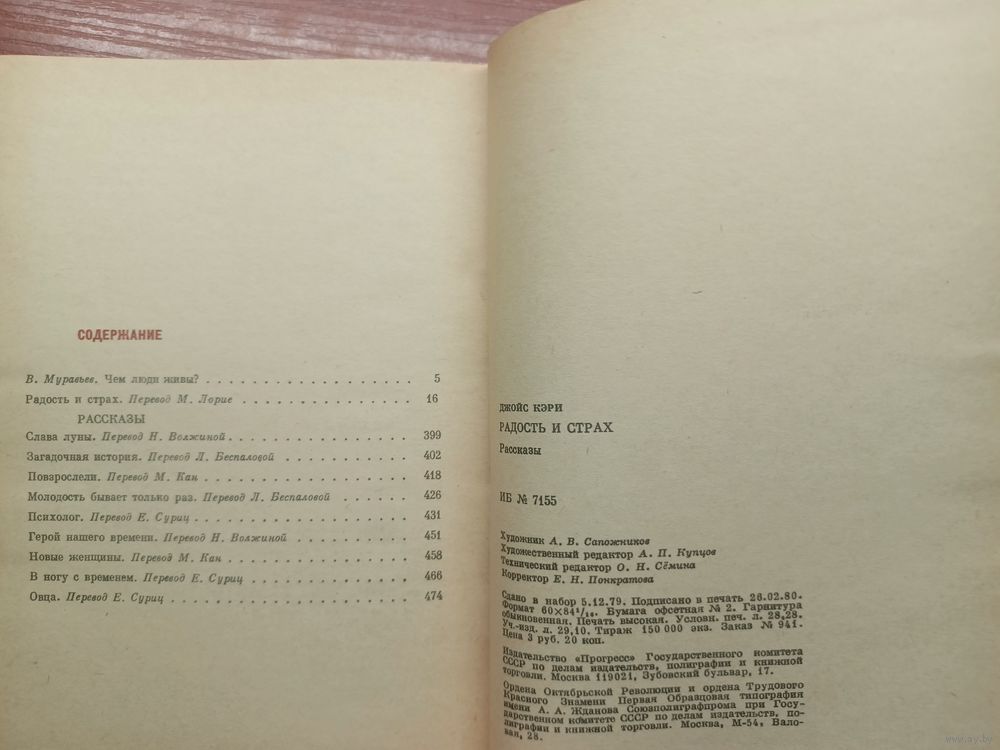 СОДЕРЖАНИЕ
В. Муравьев. Чем люди живы? . . . . . . . . . . . . . . . . . . 5
Радость и страх. Перевод М. Лорие . . . . . . . . . . . . . . . 16
РАССКАЗЫ
Слава луны. Перевод Н. Волжиной . . . . . . . . . . . . . . . . 399
Загадочная история. Перевод Л. Беспаловой . . . . . . . . . . . 402
Повзрослели. Перевод М. Кан . . . . . . . . . . . . . . . . . . 418
Молодость бывает только раз. Перевод Л. Беспаловой . . . . . . 426
Психолог. Перевод Е. Суриц . . . . . . . . . . . . . . . . . . . 431
Герой нашего времени. Перевод Н. Волжиной . . . . . . . . . . . 451
Новые женщины. Перевод М. Кан . . . . . . . . . . . . . . . . . 458
В ногу с временем. Перевод Е. Суриц . . . . . . . . . . . . . . 466
Овца. Перевод Е. Суриц . . . . . . . . . . . . . . . . . . . . . 474
ДЖОЙС КЭРИ
РАДОСТЬ И СТРАХ
Рассказы
ИБ № 7155
Художник А. В. Сапожников
Художественный редактор А. П. Купцов
Технический редактор О. Н. Сёмина
Корректор Е. Н. Понкратова
Сдано в набор 5.12.79. Подписано в печать 26.02.80.
Формат 60×84¹/₁₆. Бумага офсетная № 2. Гарнитура
обыкновенная. Печать высокая. Условн. печ. л. 28,28.
Уч.-изд. л. 29,10. Тираж 150 000 экз. Заказ № 941.
Цена 3 руб. 20 коп.
Издательство «Прогресс» Государственного комитета
СССР по делам издательств, полиграфии и книжной
торговли. Москва 119021, Зубовский бульвар, 17.
Ордена Октябрьской Революции и ордена Трудового
Красного Знамени Первая Образцовая типография
имени А. А. Жданова Союзполиграфпрома при Госу-
дарственном комитете СССР по делам издательств, по-
лиграфии и книжной торговли. Москва, М-54, Вало-
вая, 28.
www.ay.by